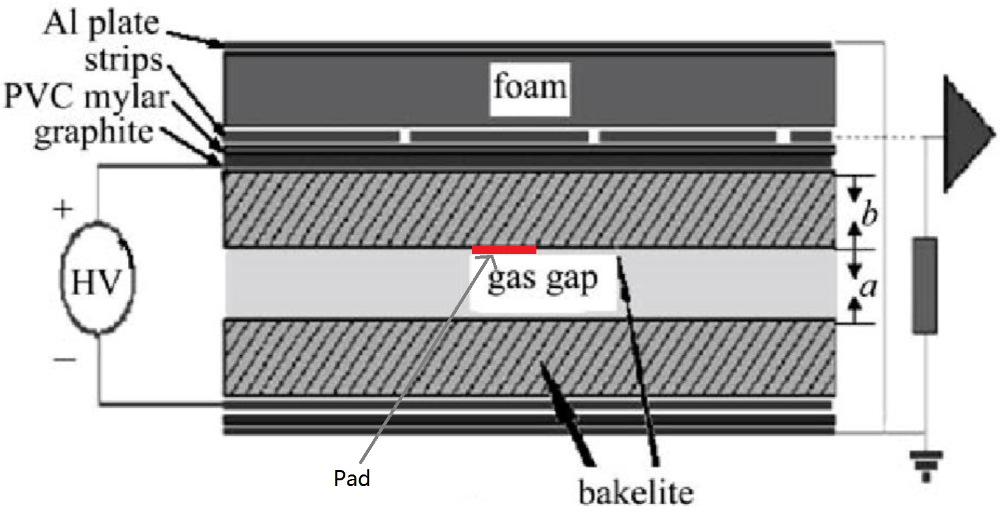 Al plate
strips
PVC mylar
graphite
foam
+
HV
−
b
a
gas gap
Pad
bakelite